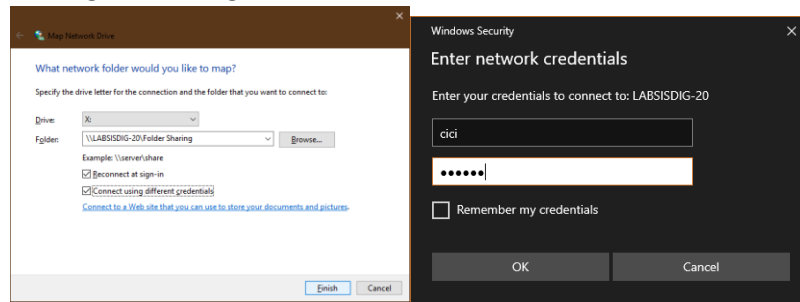 Map Network Drive
What network folder would you like to map?
Specify the drive letter for the connection and the folder that you want to connect to:
Drive: X:
Folder: \\LABSISDIG-20\Folder Sharing Browse...
Example: \\server\share
Reconnect at sign-in
Connect using different credentials
Connect to a Web site that you can use to store your documents and pictures.
Finish Cancel
Windows Security
Enter network credentials
Enter your credentials to connect to: LABSISDIG-20
cici
●●●●●●
Remember my credentials
OK Cancel